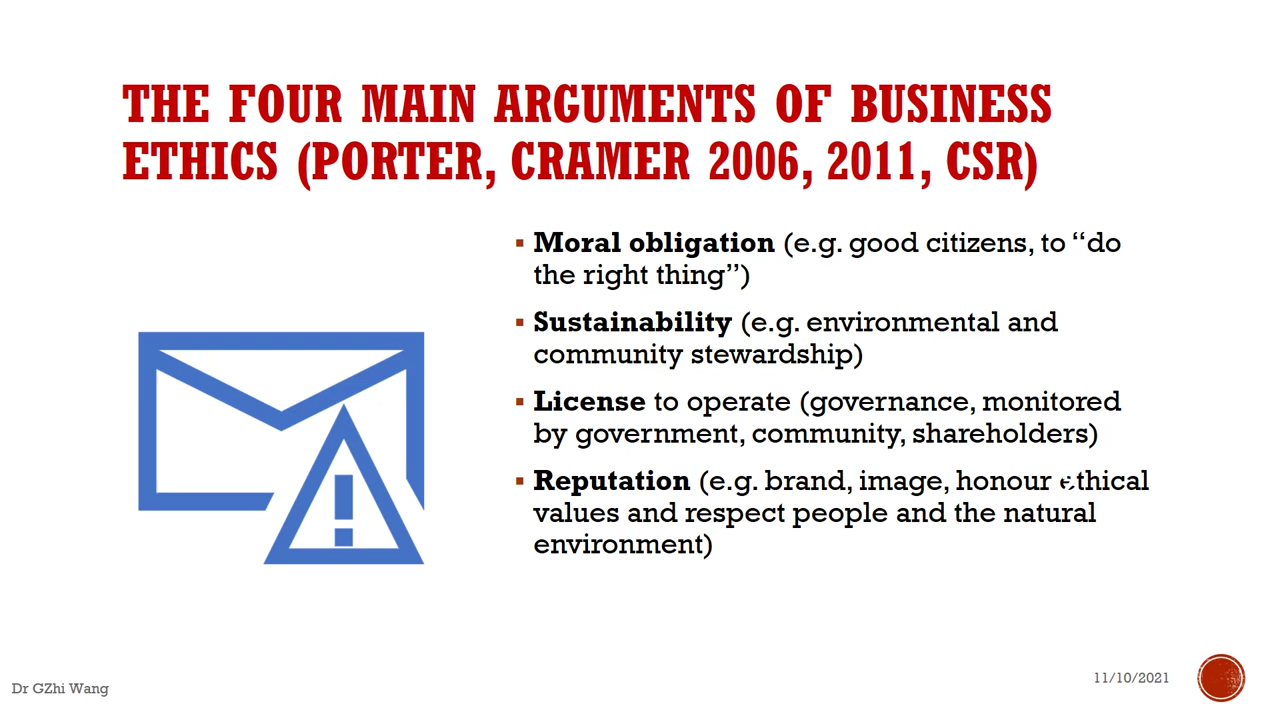 THE FOUR MAIN ARGUMENTS OF BUSINESS
ETHICS (PORTER, CRAMER 2006, 2011, CSR)
▪ Moral obligation (e.g. good citizens, to “do
the right thing”)
▪ Sustainability (e.g. environmental and
community stewardship)
▪ License to operate (governance, monitored
by government, community, shareholders)
▪ Reputation (e.g. brand, image, honour ethical
values and respect people and the natural
environment)
Dr GZhi Wang
11/10/2021